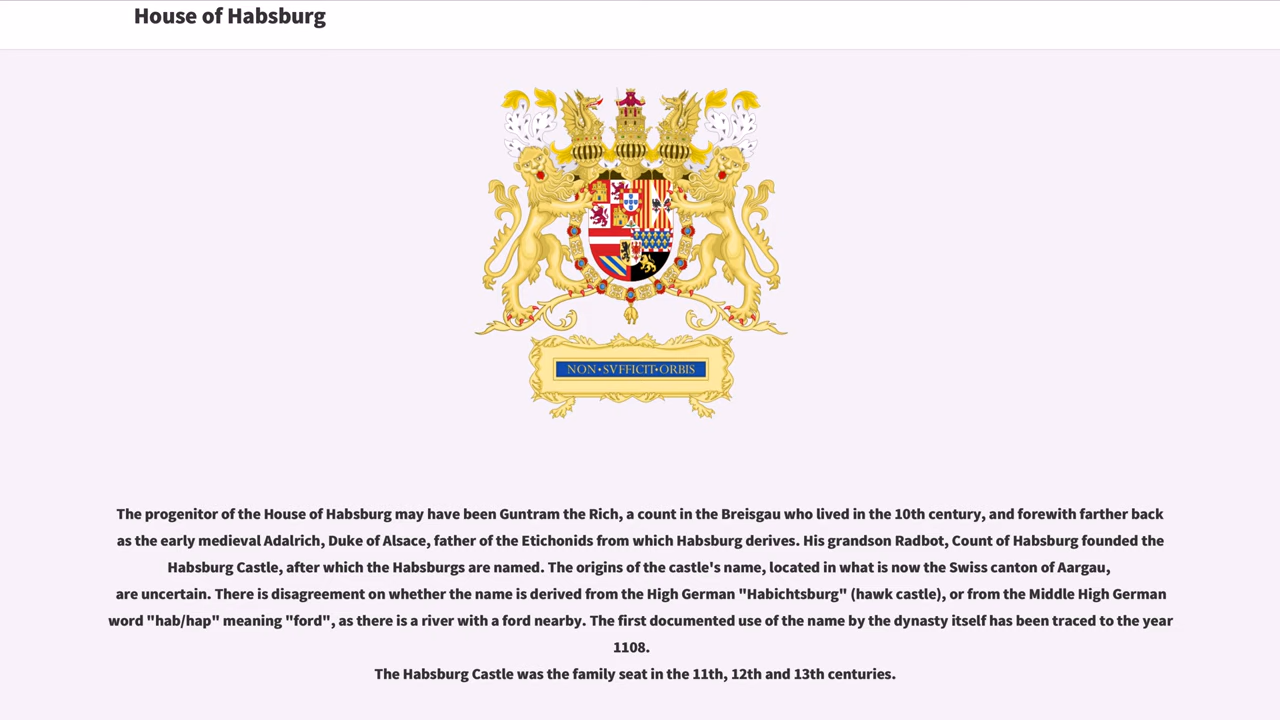 House of Habsburg
NON•SVFFICIT•ORBIS
The progenitor of the House of Habsburg may have been Guntram the Rich, a count in the Breisgau who lived in the 10th century, and forewith farther back
as the early medieval Adalrich, Duke of Alsace, father of the Etichonids from which Habsburg derives. His grandson Radbot, Count of Habsburg founded the
Habsburg Castle, after which the Habsburgs are named. The origins of the castle's name, located in what is now the Swiss canton of Aargau,
are uncertain. There is disagreement on whether the name is derived from the High German "Habichtsburg" (hawk castle), or from the Middle High German
word "hab/hap" meaning "ford", as there is a river with a ford nearby. The first documented use of the name by the dynasty itself has been traced to the year
1108.
The Habsburg Castle was the family seat in the 11th, 12th and 13th centuries.